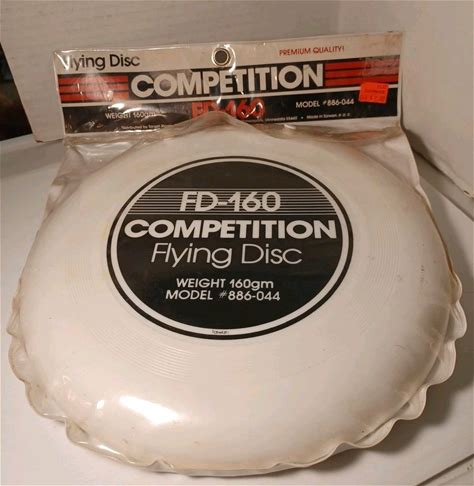 Flying Disc
PREMIUM QUALITY!
COMPETITION
FD-160
WEIGHT 160gm
MODEL #886-044
Made in Taiwan, R.O.C.
FD-160
COMPETITION
Flying Disc
WEIGHT 160gm
MODEL #886-044